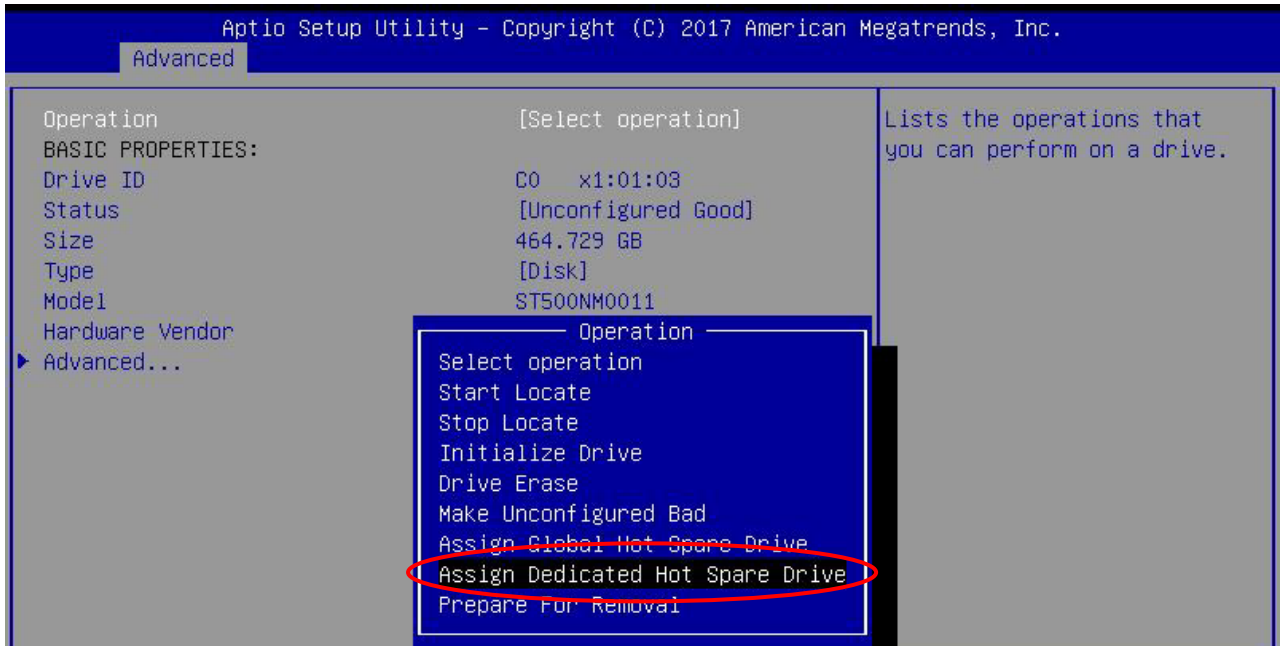 Aptio Setup Utility – Copyright (C) 2017 American Megatrends, Inc.
Advanced
Operation [Select operation] Lists the operations that
BASIC PROPERTIES: you can perform on a drive.
Drive ID C0 x1:01:03
Status [Unconfigured Good]
Size 464.729 GB
Type [Disk]
Model ST500NM0011
Hardware Vendor
Advanced...
Operation
Select operation
Start Locate
Stop Locate
Initialize Drive
Drive Erase
Make Unconfigured Bad
Assign Global Hot Spare Drive
Assign Dedicated Hot Spare Drive
Prepare For Removal